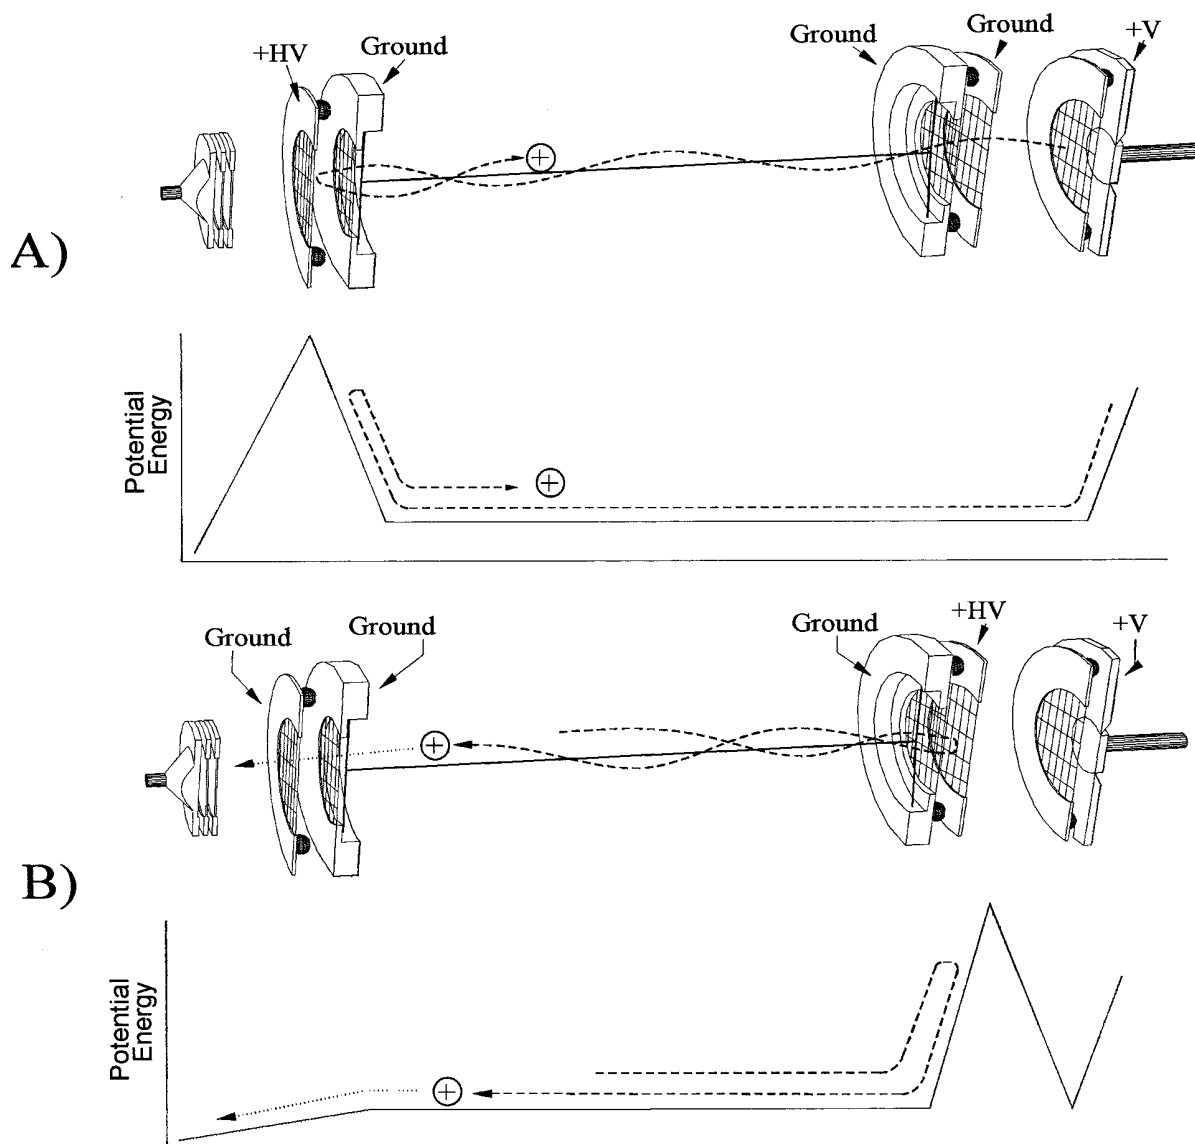 +HV
Ground
Ground
Ground
+V
+
A)
Potential
Energy
+
Ground
Ground
Ground
+HV
+V
+
B)
Potential
Energy
+